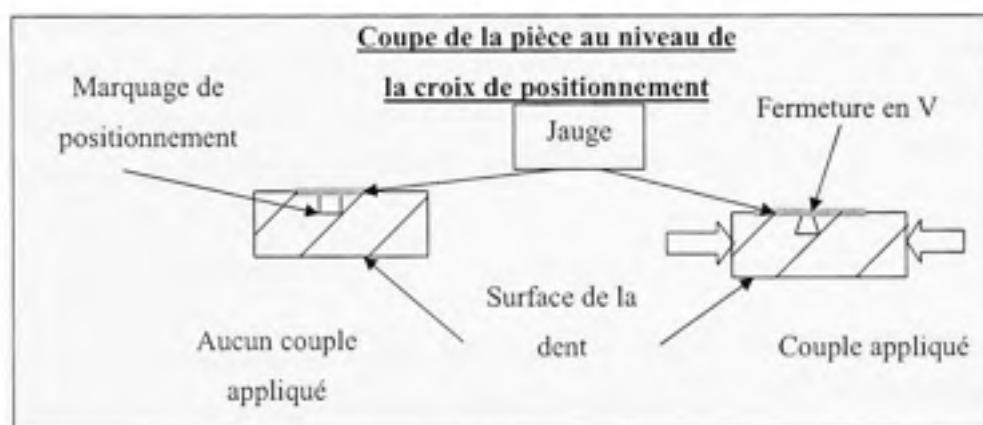 Coupe de la pièce au niveau de
la croix de positionnement
Marquage de
positionnement
Jauge
Fermeture en V
Surface de la
dent
Aucun couple
appliqué
Couple appliqué